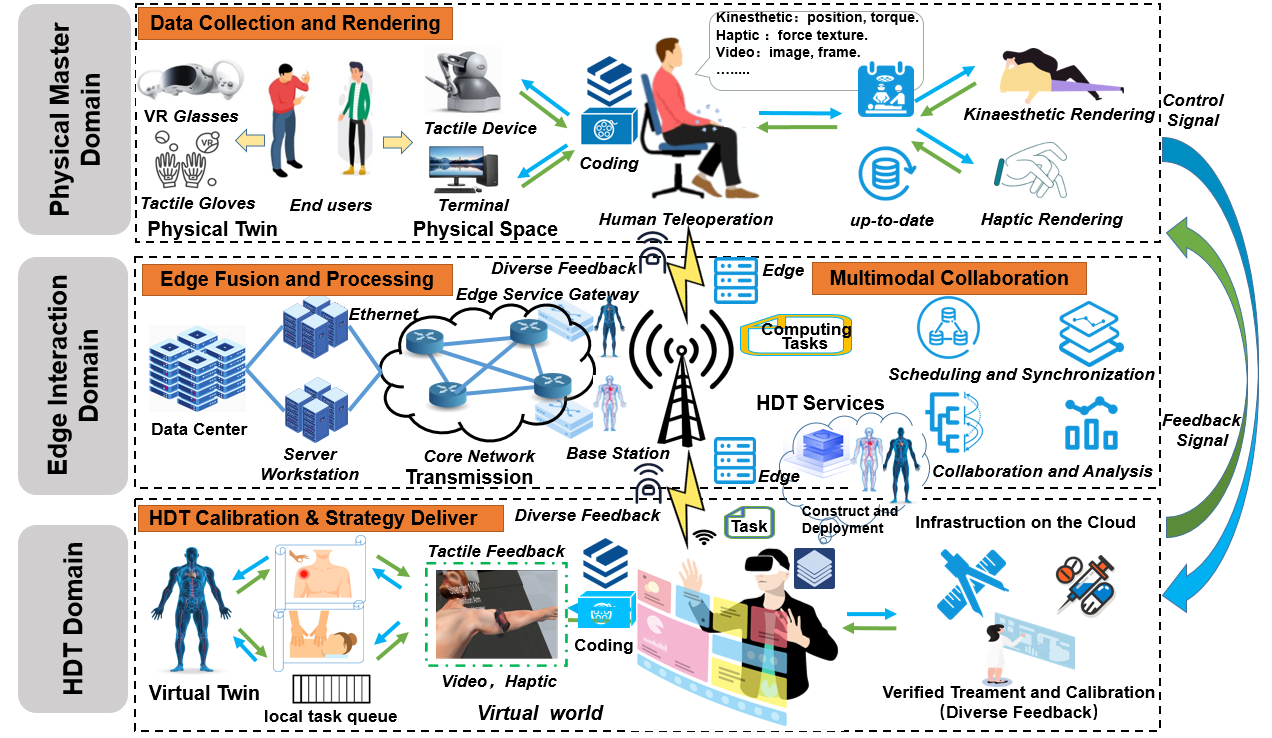 Physical Master
Domain
Data Collection and Rendering
VR Glasses
Tactile Gloves
Physical Twin
End users
Tactile Device
Terminal
Physical Space
Coding
Human Teleoperation
Kinesthetic：position, torque.
Haptic：force texture.
Video：image, frame.
….....
up-to-date
Kinaesthetic Rendering
Haptic Rendering
Control
Signal
Edge Interaction
Domain
Edge Fusion and Processing
Diverse Feedback
Edge Service Gateway
Ethernet
Data Center
Server
Workstation
Core Network
Transmission
Base Station
Edge
Computing
Tasks
Multimodal Collaboration
Scheduling and Synchronization
HDT Services
Collaboration and Analysis
Edge
Construct and
Deployment
Feedback
Signal
HDT Domain
HDT Calibration & Strategy Deliver
Diverse Feedback
Task
Virtual Twin
local task queue
Tactile Feedback
Video，Haptic
Virtual world
Coding
Infrastruction on the Cloud
Verified Treament and Calibration
（Diverse Feedback）